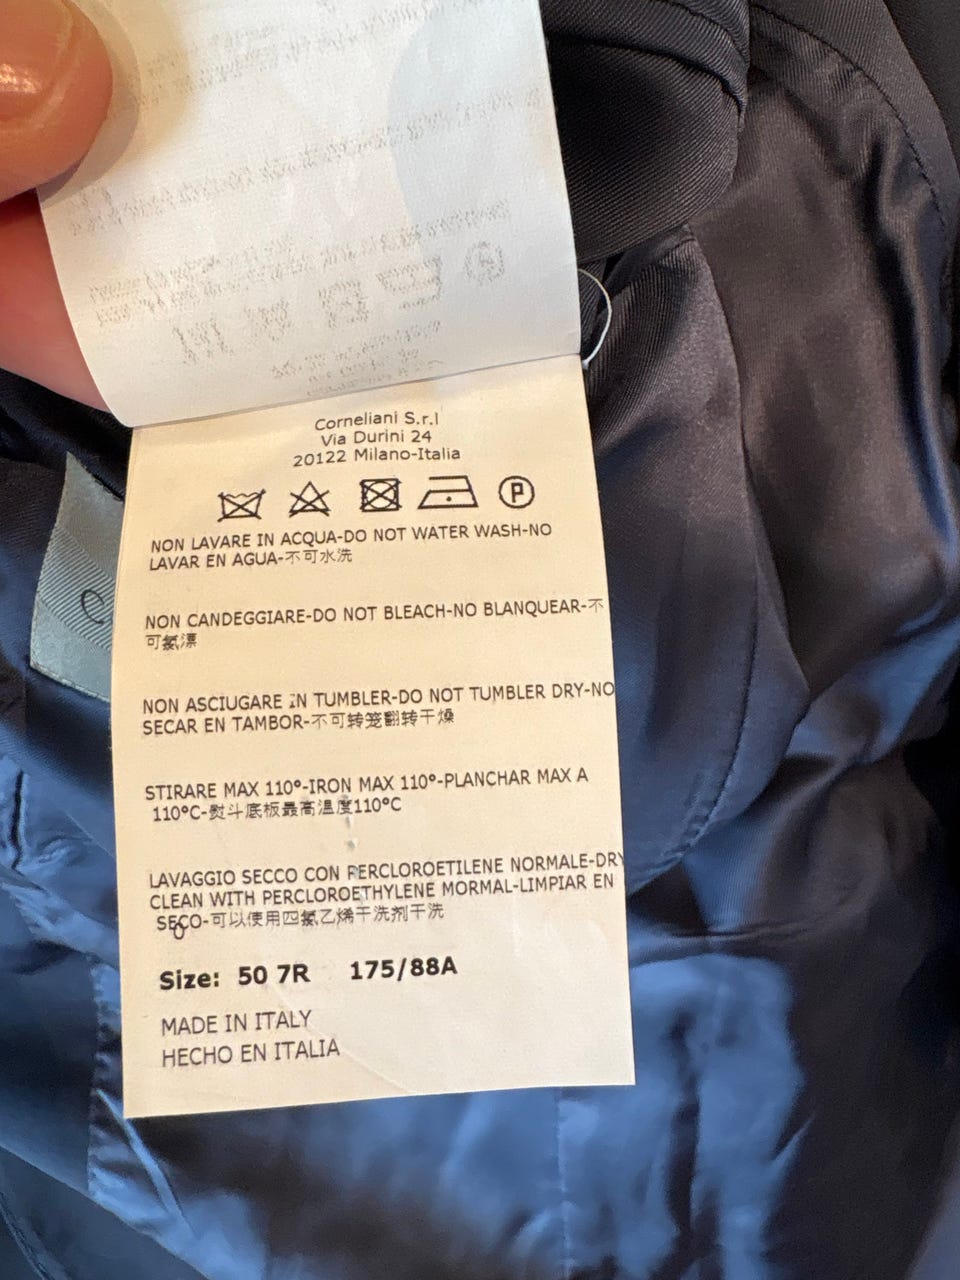 Corneliani S.r.l
Via Durini 24
20122 Milano-Italia
P
NON LAVARE IN ACQUA-DO NOT WATER WASH-NO
LAVAR EN AGUA-不可水洗
NON CANDEGGIARE-DO NOT BLEACH-NO BLANQUEAR-不
可氯漂
NON ASCIUGARE IN TUMBLER-DO NOT TUMBLER DRY-NO
SECAR EN TAMBOR-不可转笼翻转干燥
STIRARE MAX 110°-IRON MAX 110°-PLANCHAR MAX A
110°C-熨斗底板最高温度110°C
LAVAGGIO SECCO CON PERCLOROETILENE NORMALE-DRY
CLEAN WITH PERCLOROETHYLENE MORMAL-LIMPIAR EN
SECO-可以使用四氯乙烯干洗剂干洗
Size: 50 7R 175/88A
MADE IN ITALY
HECHO EN ITALIA